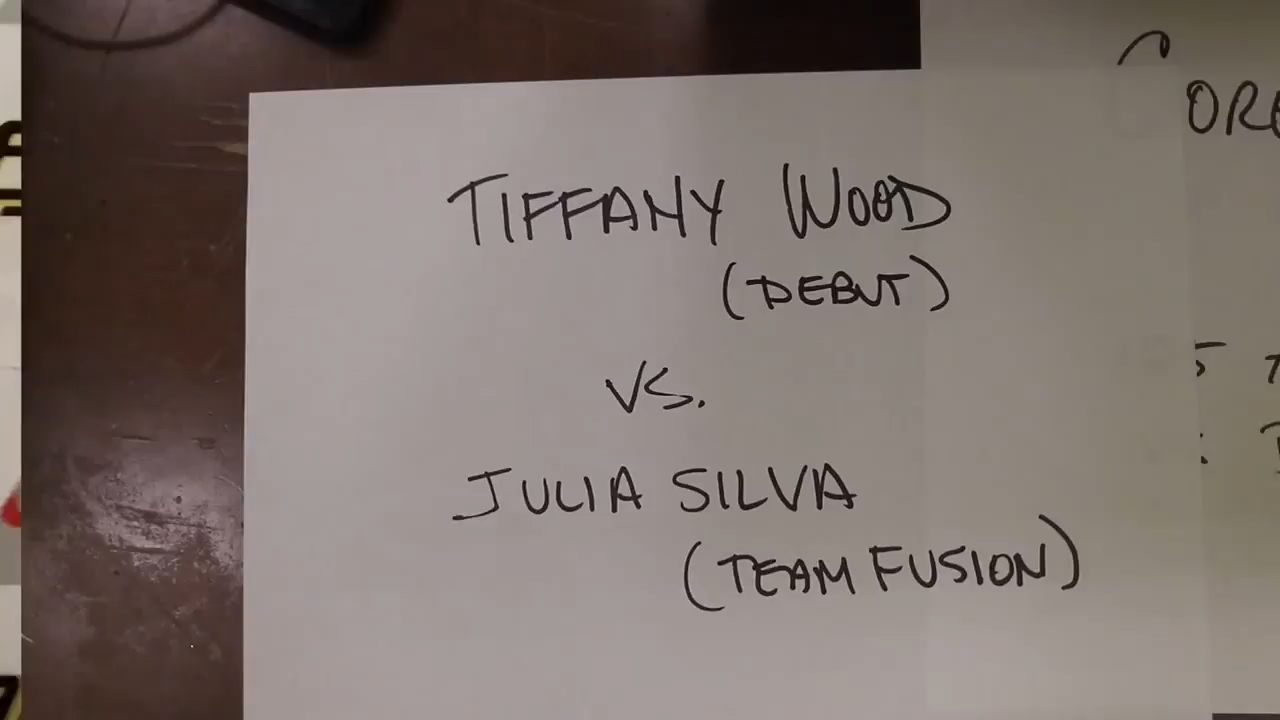 TIFFANY WOOD
(DEBUT)
VS.
JULIA SILVA
(TEAM FUSION)